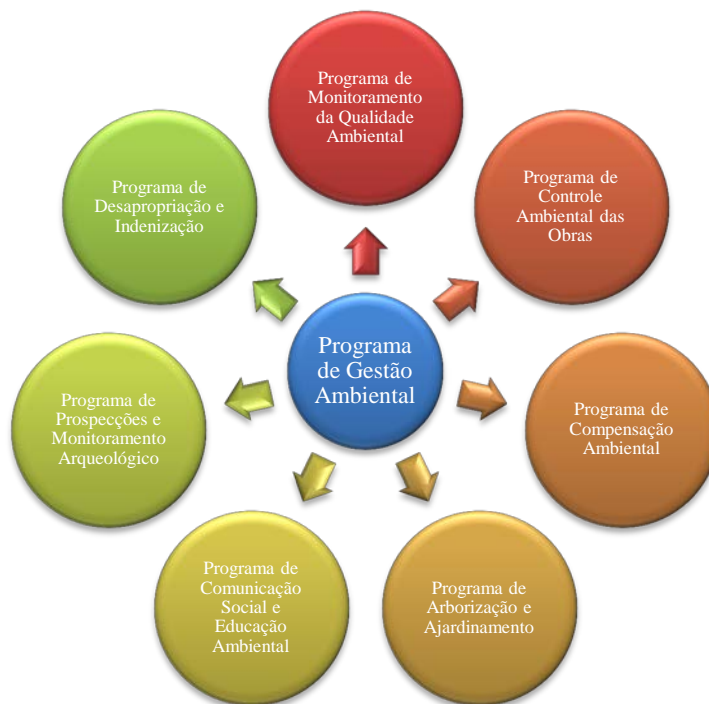 Programa de
Monitoramento
da Qualidade
Ambiental
Programa de
Controle
Ambiental das
Obras
Programa de
Compensação
Ambiental
Programa de
Arborização e
Ajardinamento
Programa de
Comunicação
Social e
Educação
Ambiental
Programa de
Prospecções e
Monitoramento
Arqueológico
Programa de
Desapropriação e
Indenização
Programa
de Gestão
Ambiental